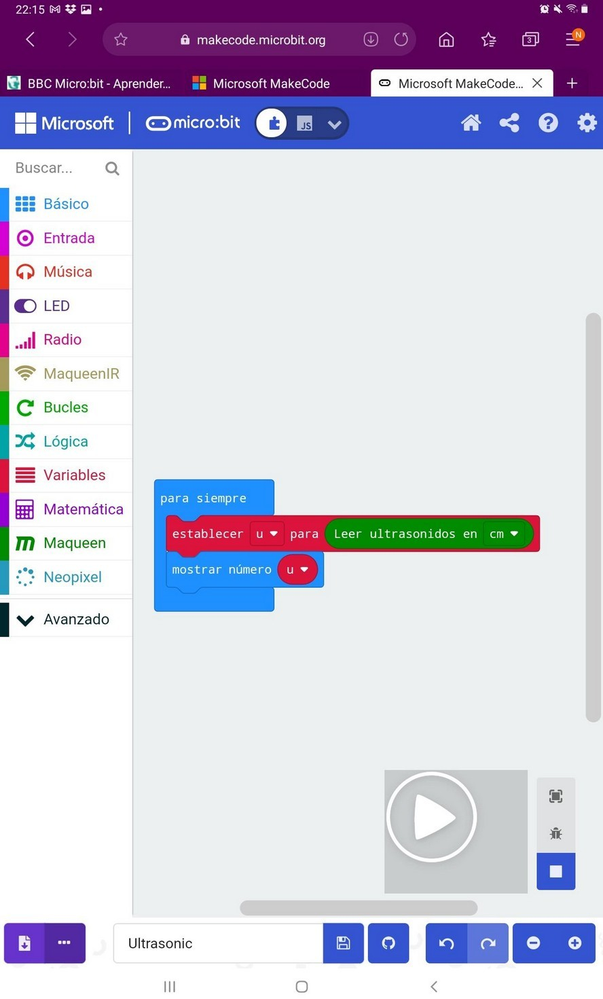 22:15
makecode.microbit.org
3
N
BBC Micro:bit - Aprender...
Microsoft MakeCode
Microsoft MakeCode...
Microsoft
micro:bit
JS
Buscar...
Básico
Entrada
Música
LED
Radio
MaqueenIR
Bucles
Lógica
Variables
Matemática
Maqueen
Neopixel
Avanzado
para siempre
establecer u para Leer ultrasonidos en cm
mostrar número u
Ultrasonic